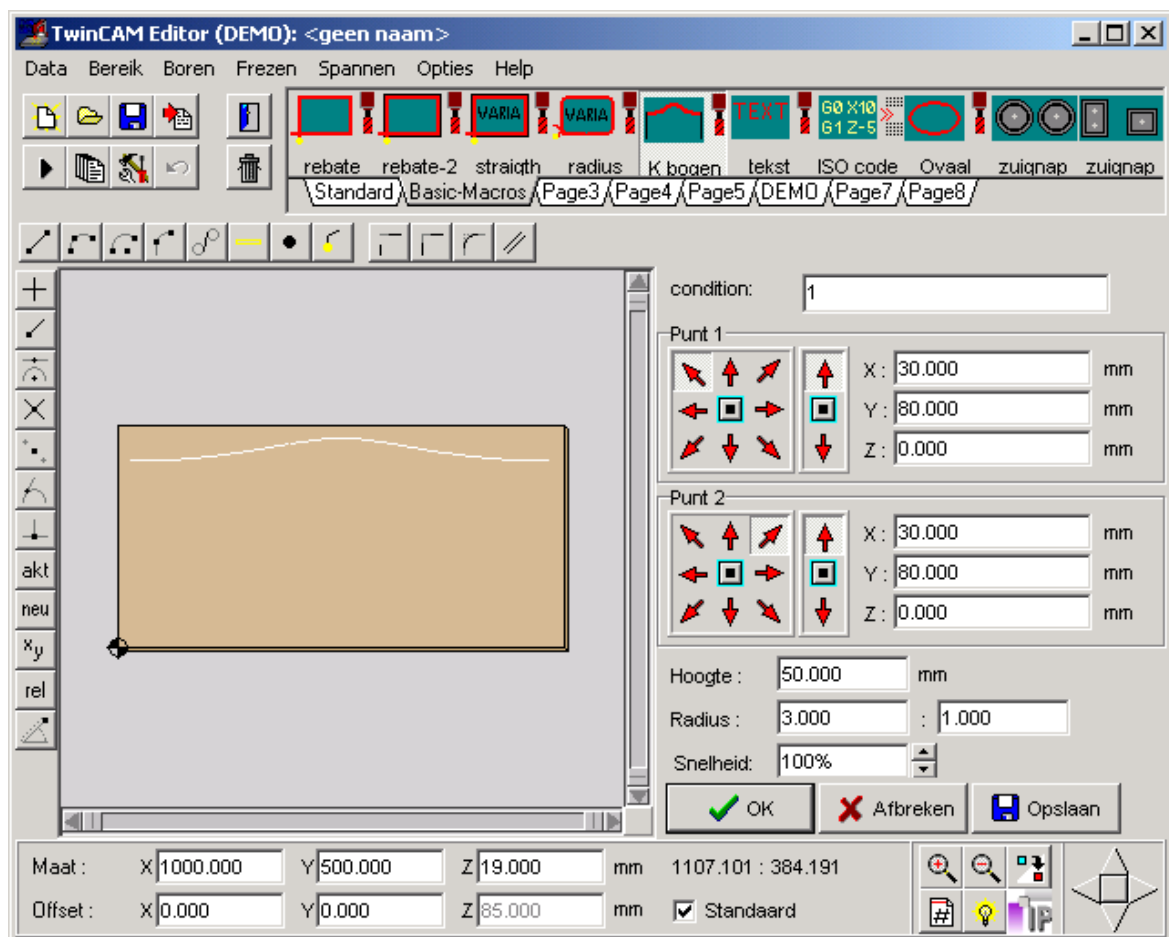 TwinCAM Editor (DEMO): <geen naam>
Data Bereik Boren Frezen Spannen Opties Help
VARIA VARIA TEXT G0 X10
G1 Z-5
rebate rebate-2 straigth radius K bogen tekst ISO code Ovaal zuignap zuignap
Standard Basic-Macros Page3 Page4 Page5 DEMO Page7 Page8
condition: 1
Punt 1
X : 30.000 mm
Y : 80.000 mm
Z : 0.000 mm
Punt 2
X : 30.000 mm
Y : 80.000 mm
Z : 0.000 mm
akt
neu
xy
rel
Hoogte : 50.000 mm
Radius : 3.000 : 1.000
Snelheid: 100%
OK Afbreken Opslaan
Maat : X 1000.000 Y 500.000 Z 19.000 mm 1107.101 : 384.191
Offset : X 0.000 Y 0.000 Z 85.000 mm Standaard
# IP